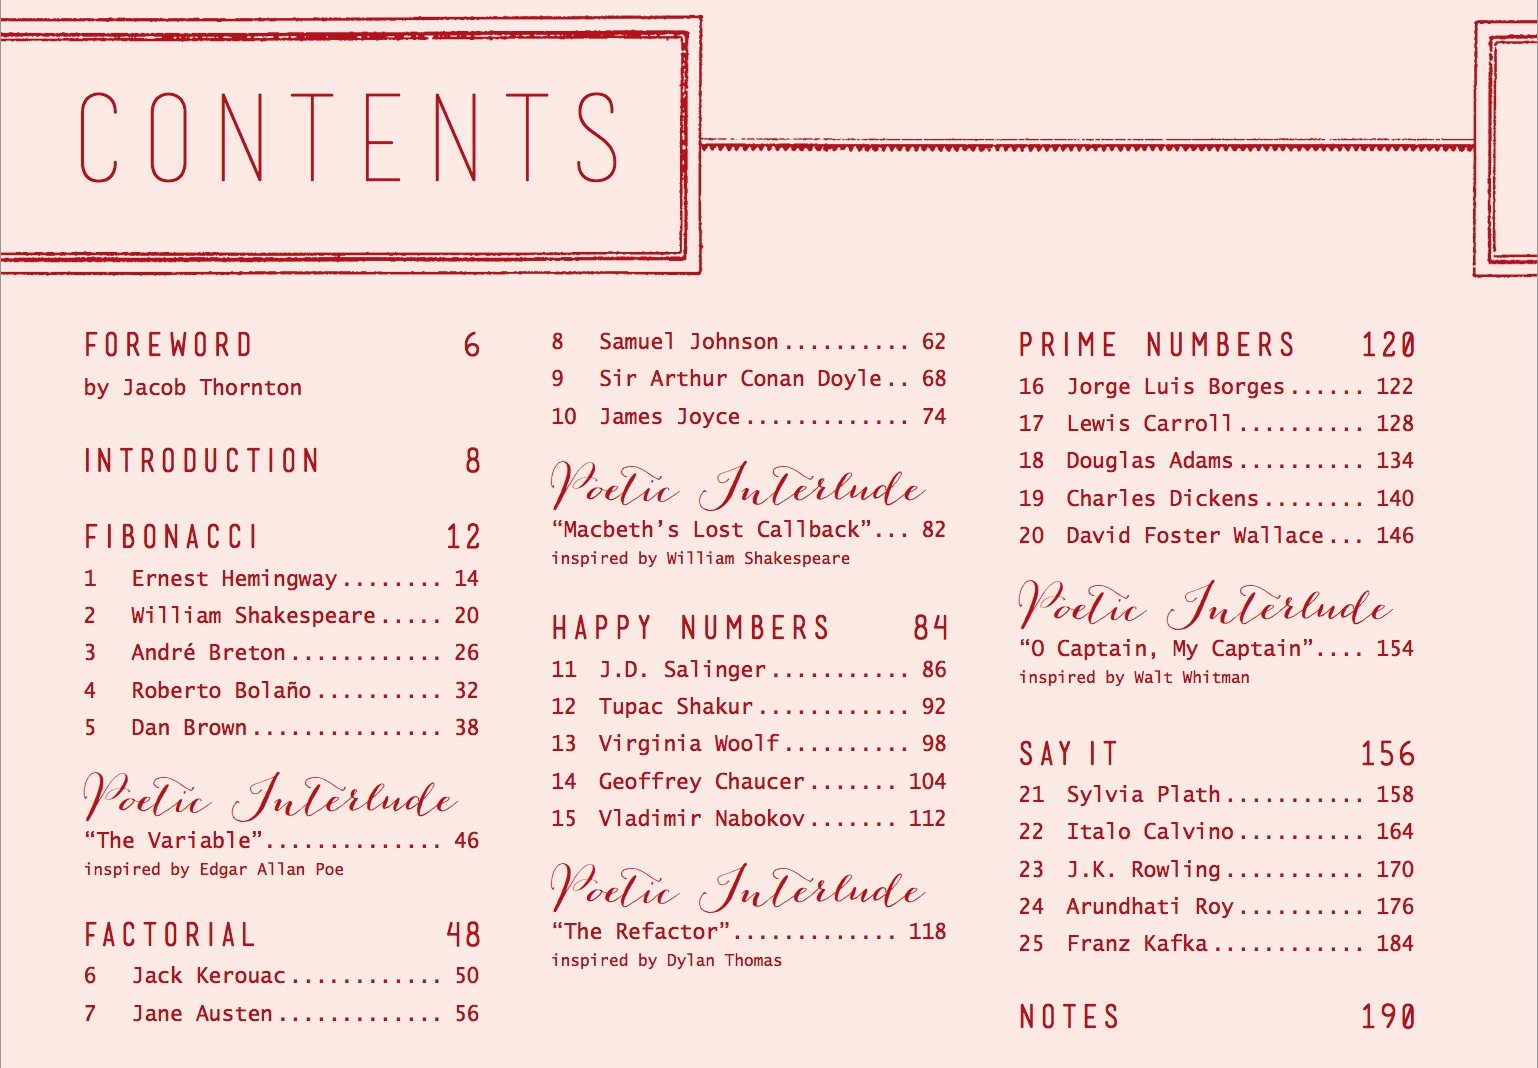 CONTENTS
FOREWORD 6
by Jacob Thornton
INTRODUCTION 8
FIBONACCI 12
1 Ernest Hemingway........ 14
2 William Shakespeare..... 20
3 André Breton............ 26
4 Roberto Bolaño.......... 32
5 Dan Brown............... 38
Poetic Interlude
“The Variable”.............. 46
inspired by Edgar Allan Poe
FACTORIAL 48
6 Jack Kerouac............ 50
7 Jane Austen............. 56
8 Samuel Johnson.......... 62
9 Sir Arthur Conan Doyle.. 68
10 James Joyce............. 74
Poetic Interlude
“Macbeth’s Lost Callback”... 82
inspired by William Shakespeare
HAPPY NUMBERS 84
11 J.D. Salinger........... 86
12 Tupac Shakur............ 92
13 Virginia Woolf.......... 98
14 Geoffrey Chaucer....... 104
15 Vladimir Nabokov....... 112
Poetic Interlude
“The Refactor”............. 118
inspired by Dylan Thomas
PRIME NUMBERS 120
16 Jorge Luis Borges...... 122
17 Lewis Carroll.......... 128
18 Douglas Adams.......... 134
19 Charles Dickens........ 140
20 David Foster Wallace... 146
Poetic Interlude
“O Captain, My Captain”.... 154
inspired by Walt Whitman
SAY IT 156
21 Sylvia Plath........... 158
22 Italo Calvino.......... 164
23 J.K. Rowling........... 170
24 Arundhati Roy.......... 176
25 Franz Kafka............ 184
NOTES 190